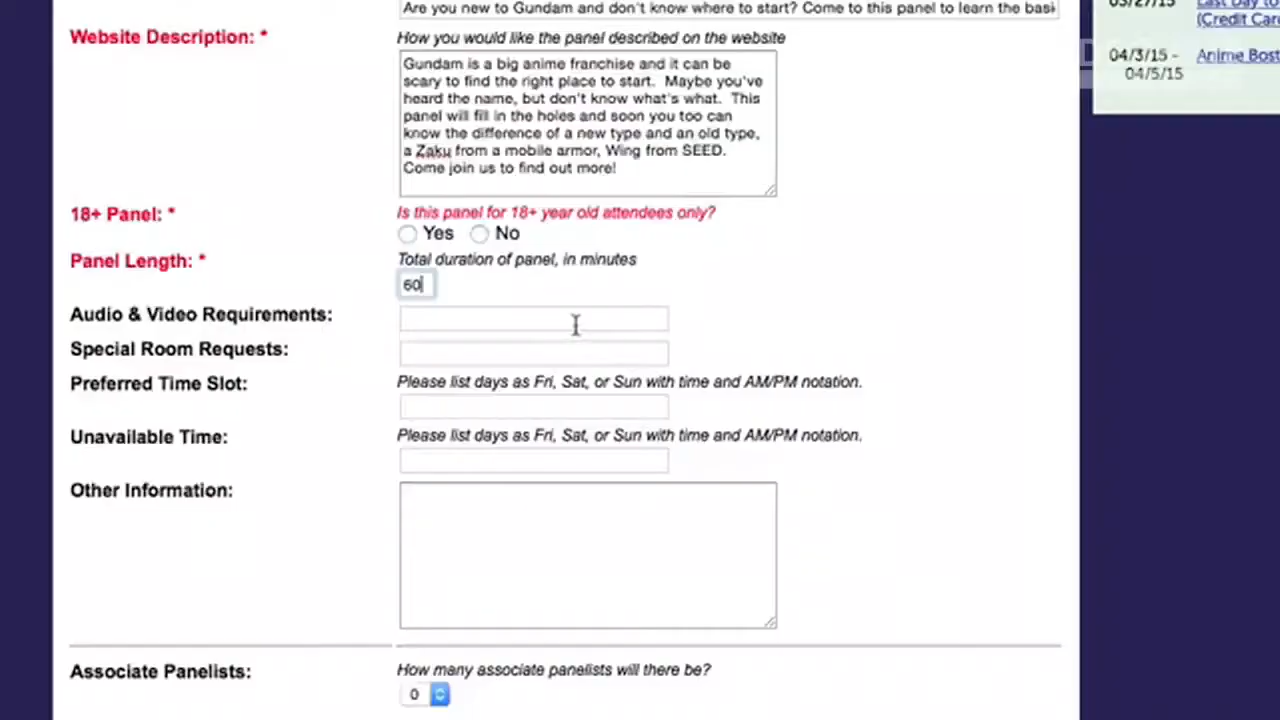 Are you new to Gundam and don't know where to start? Come to this panel to learn the basi
Website Description: *
How you would like the panel described on the website
Gundam is a big anime franchise and it can be
scary to find the right place to start. Maybe you've
heard the name, but don't know what's what. This
panel will fill in the holes and soon you too can
know the difference of a new type and an old type,
a Zaku from a mobile armor, Wing from SEED.
Come join us to find out more!
18+ Panel: *
Is this panel for 18+ year old attendees only?
Yes No
Panel Length: *
Total duration of panel, in minutes
60
Audio & Video Requirements:
Special Room Requests:
Preferred Time Slot:
Please list days as Fri, Sat, or Sun with time and AM/PM notation.
Unavailable Time:
Please list days as Fri, Sat, or Sun with time and AM/PM notation.
Other Information:
Associate Panelists:
How many associate panelists will there be?
0
03/27/15 Last Day to
(Credit Card
04/3/15 - Anime Bost
04/5/15